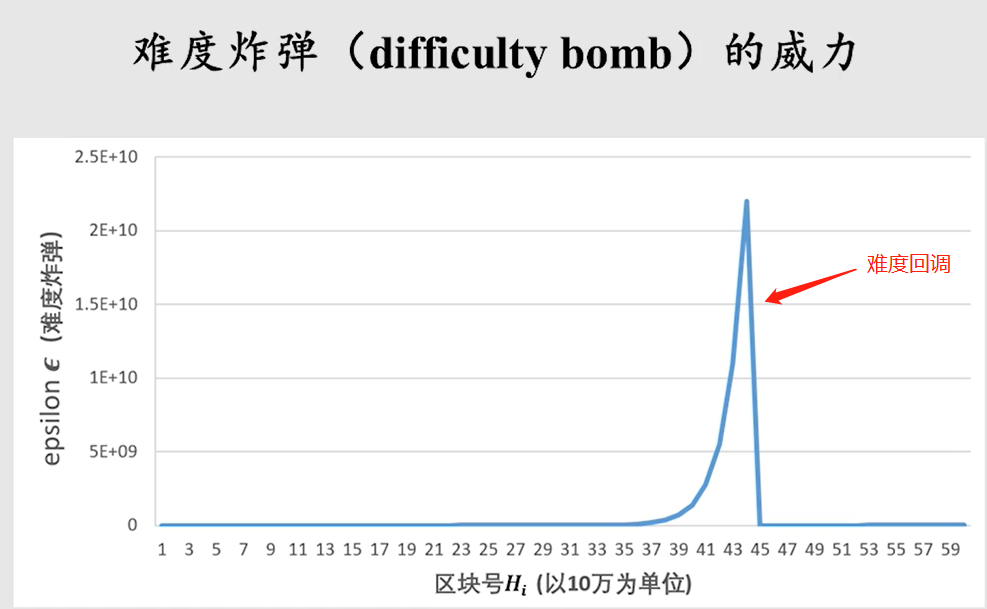 难度炸弹（difficulty bomb）的威力
2.5E+10
2E+10
1.5E+10
1E+10
5E+09
0
epsilon ϵ (难度炸弹)
难度回调
1 3 5 7 9 11 13 15 17 19 21 23 25 27 29 31 33 35 37 39 41 43 45 47 49 51 53 55 57 59
区块号Hᵢ (以10万为单位)